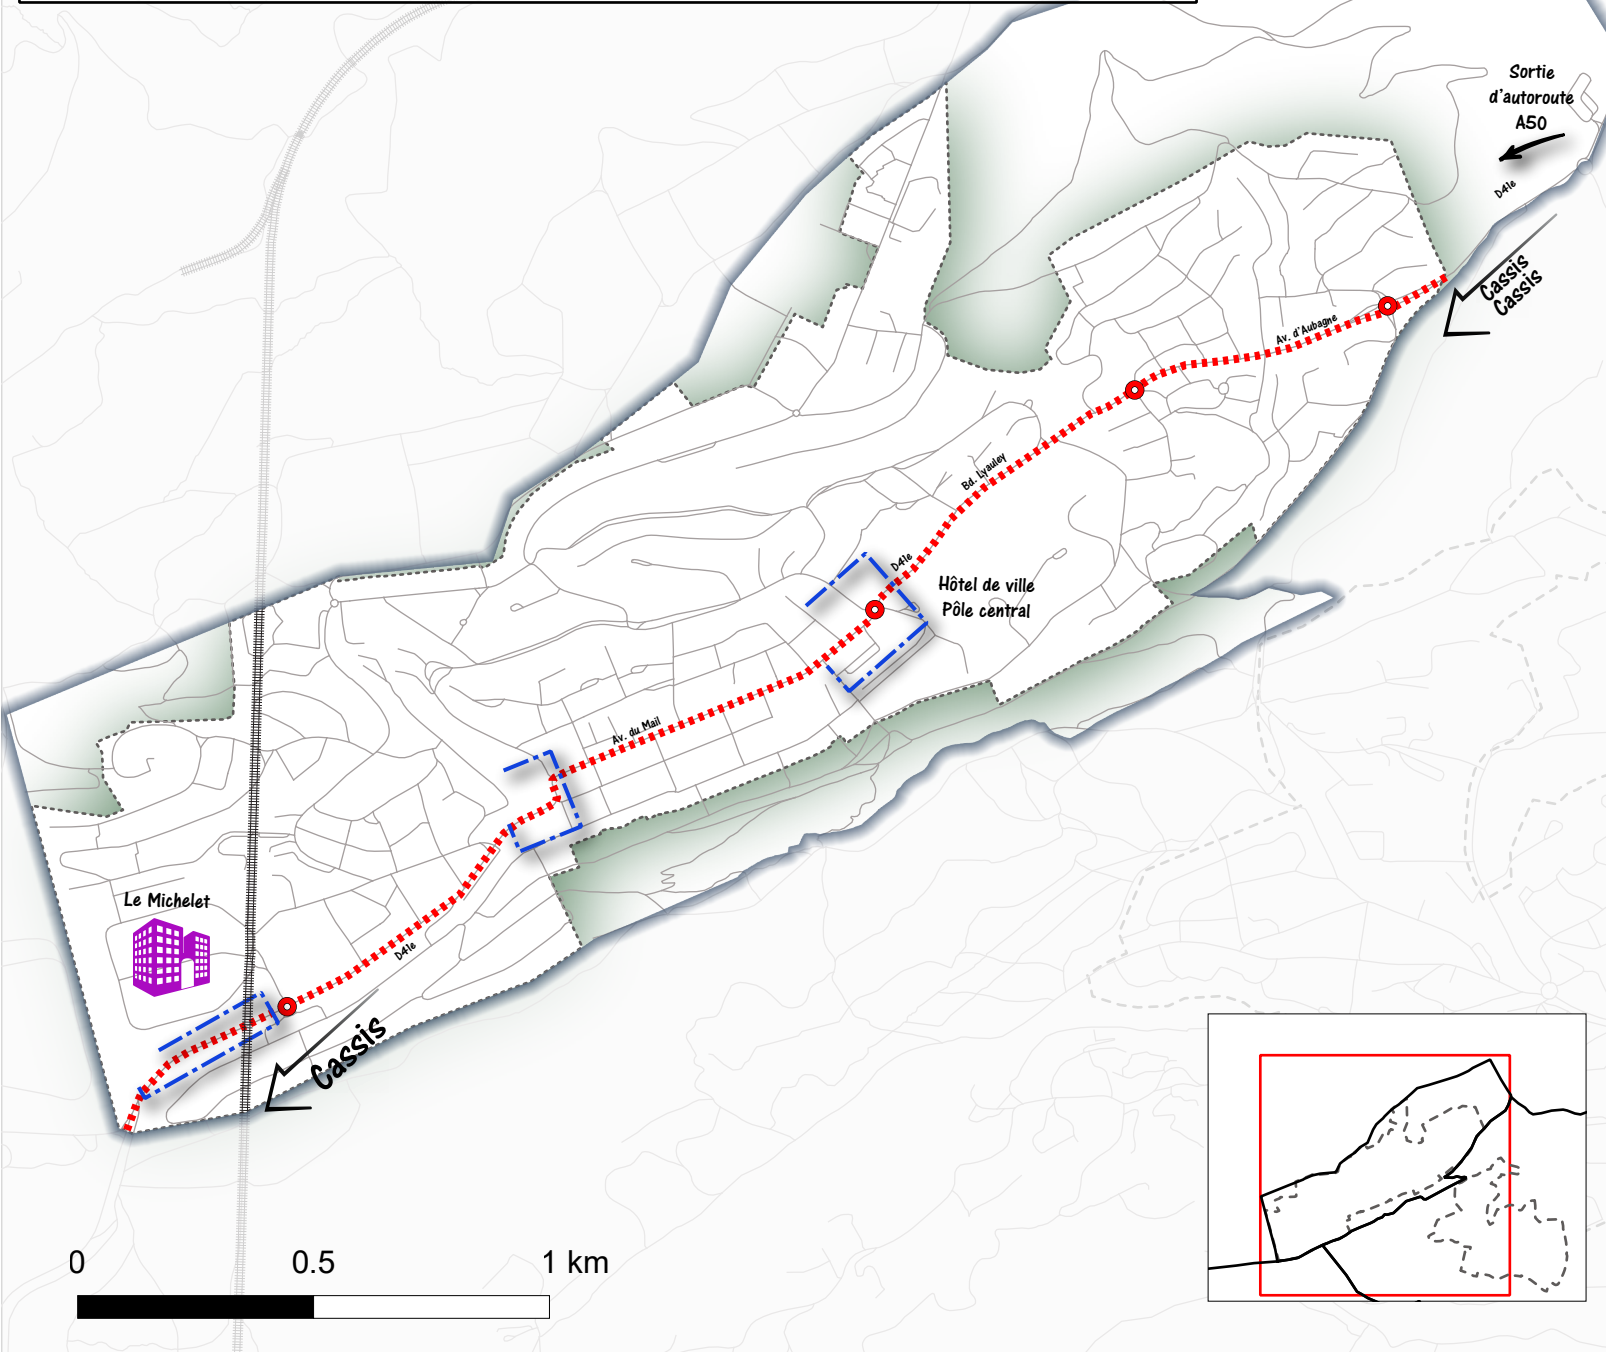 Sortie
d'autoroute
A50
D41e
Cassis
Cassis
Av. d'Aubagne
Bd. Lyauley
D41e
Hôtel de ville
Pôle central
Av. du Mail
Le Michelet
D41e
Cassis
0 0.5 1 km